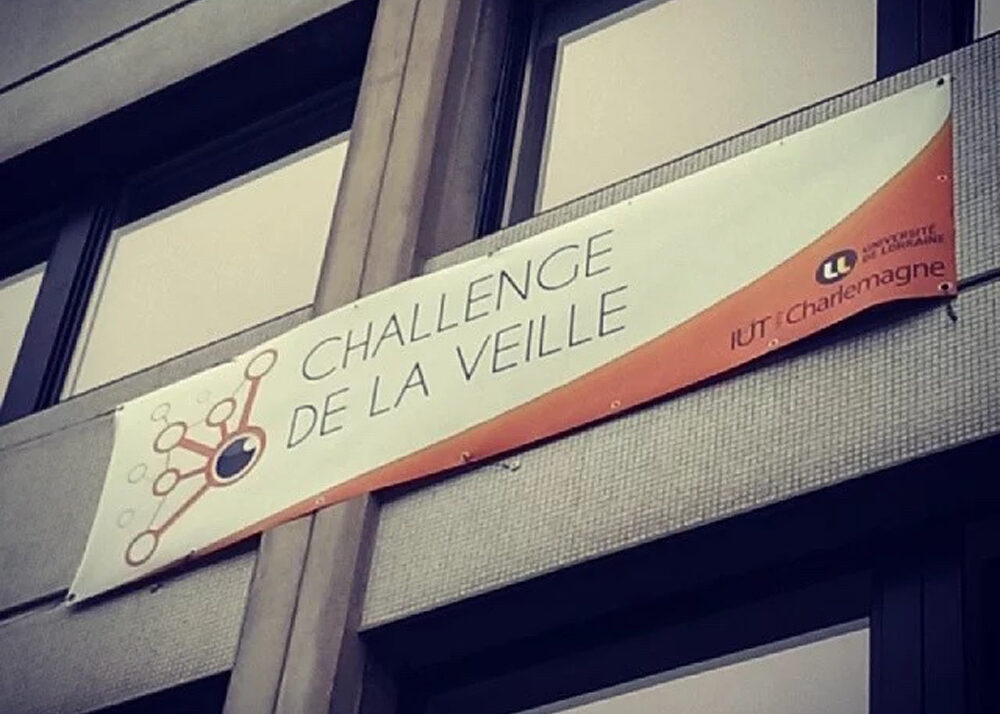 CHALLENGE
DE LA VEILLE
UNIVERSITÉ
DE LORRAINE
IUT Charlemagne